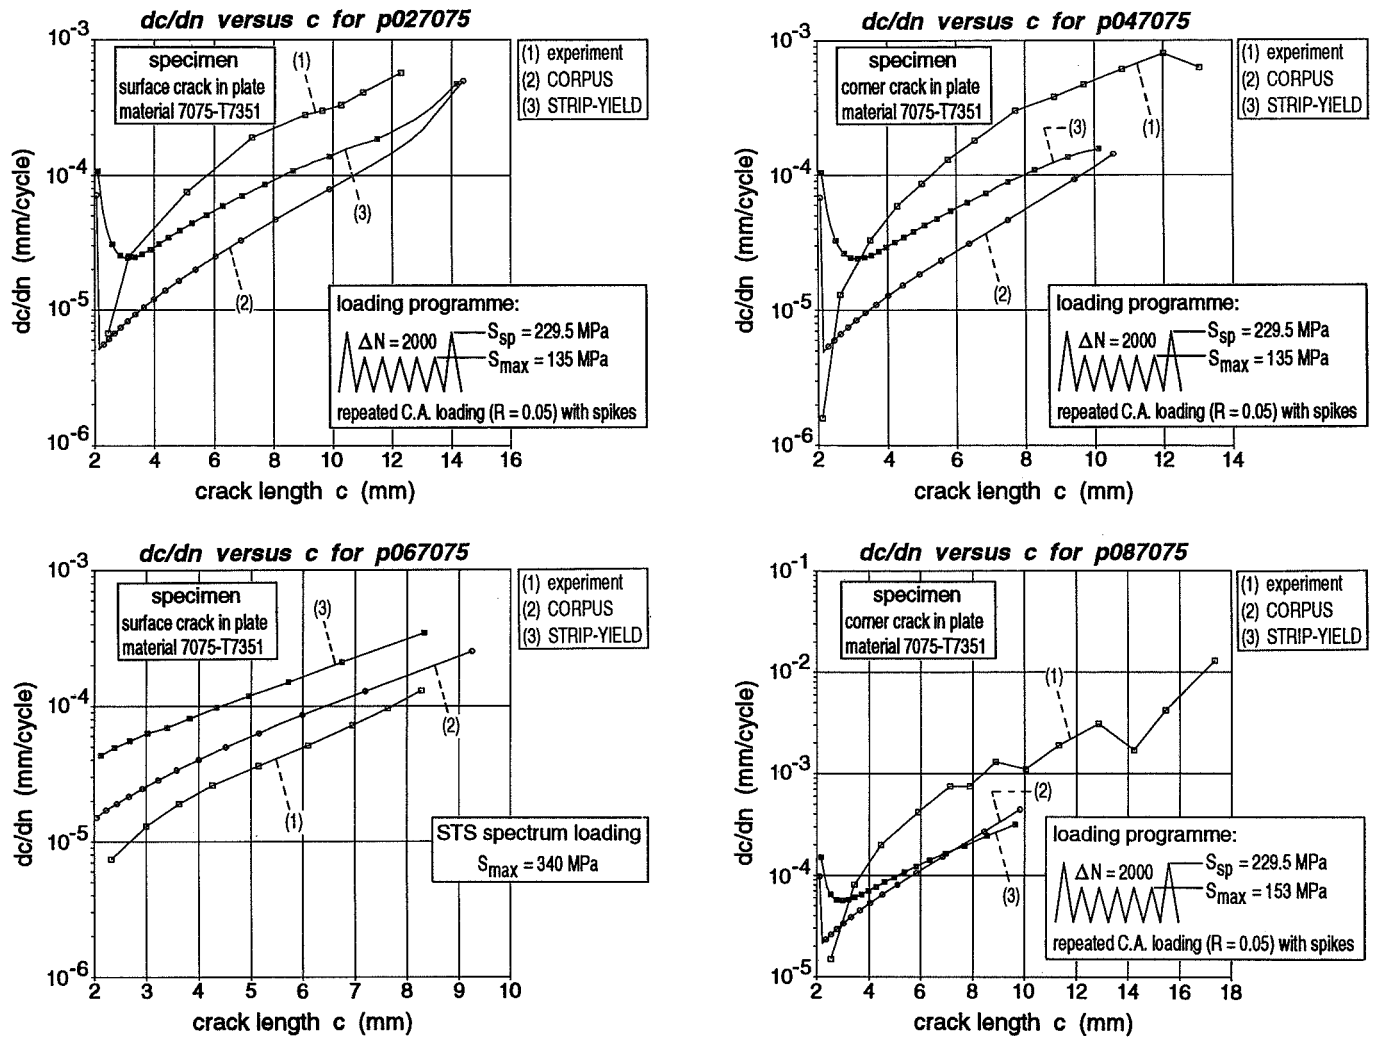 dc/dn versus c for p027075
specimen
surface crack in plate
material 7075-T7351
(1) experiment
(2) CORPUS
(3) STRIP-YIELD
(1)
(3)
(2)
loading programme:
ΔN = 2000
Ssp = 229.5 MPa
Smax = 135 MPa
repeated C.A. loading (R = 0.05) with spikes
10-3
10-4
10-5
10-6
dc/dn (mm/cycle)
2 4 6 8 10 12 14 16
crack length c (mm)
dc/dn versus c for p047075
specimen
corner crack in plate
material 7075-T7351
(1) experiment
(2) CORPUS
(3) STRIP-YIELD
(3)
(1)
(2)
loading programme:
ΔN = 2000
Ssp = 229.5 MPa
Smax = 135 MPa
repeated C.A. loading (R = 0.05) with spikes
10-3
10-4
10-5
10-6
dc/dn (mm/cycle)
2 4 6 8 10 12 14
crack length c (mm)
dc/dn versus c for p067075
specimen
surface crack in plate
material 7075-T7351
(1) experiment
(2) CORPUS
(3) STRIP-YIELD
(3)
(2)
(1)
STS spectrum loading
Smax = 340 MPa
10-3
10-4
10-5
10-6
dc/dn (mm/cycle)
2 3 4 5 6 7 8 9 10
crack length c (mm)
dc/dn versus c for p087075
specimen
corner crack in plate
material 7075-T7351
(1) experiment
(2) CORPUS
(3) STRIP-YIELD
(1)
(2)
(3)
loading programme:
ΔN = 2000
Ssp = 229.5 MPa
Smax = 153 MPa
repeated C.A. loading (R = 0.05) with spikes
10-1
10-2
10-3
10-4
10-5
dc/dn (mm/cycle)
2 4 6 8 10 12 14 16 18
crack length c (mm)